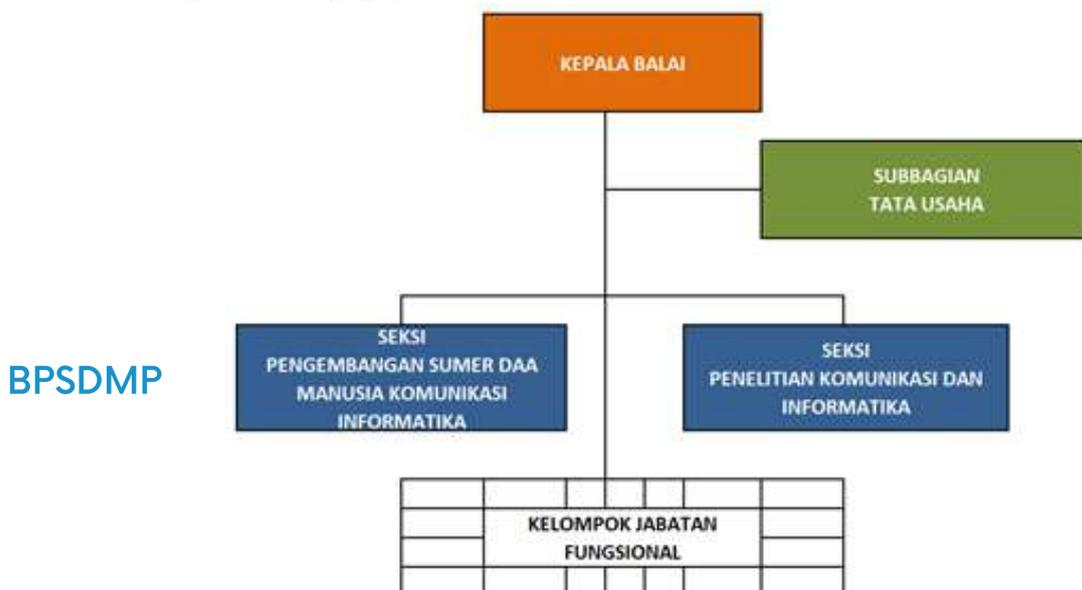 KEPALA BALAI
SUBBAGIAN
TATA USAHA
BPSDMP
SEKSI
PENGEMBANGAN SUMER DAA
MANUSIA KOMUNIKASI
INFORMATIKA
SEKSI
PENELITIAN KOMUNIKASI DAN
INFORMATIKA
KELOMPOK JABATAN
FUNGSIONAL